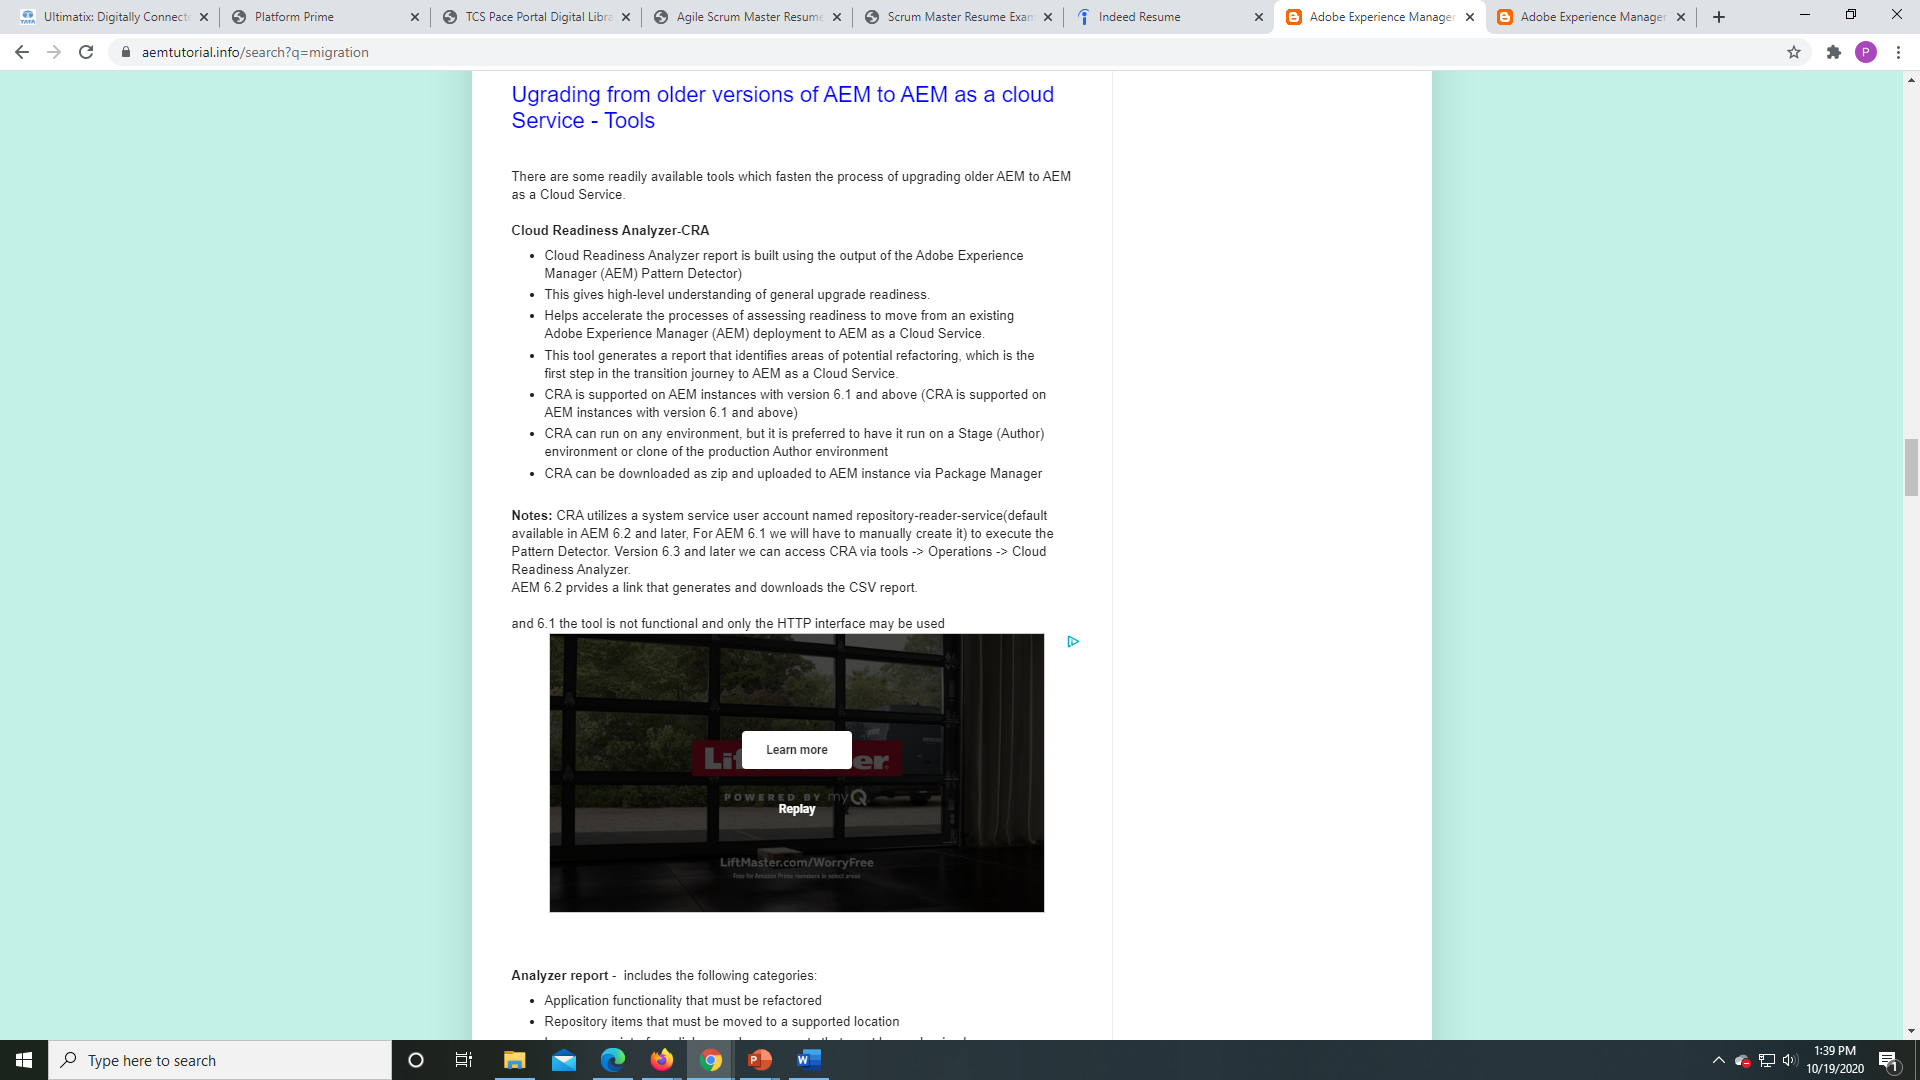 Ultimatix: Digitally Connecte
Platform Prime
TCS Pace Portal Digital Libra
Agile Scrum Master Resume
Scrum Master Resume Exam
Indeed Resume
Adobe Experience Manager
Adobe Experience Manager
aemtutorial.info/search?q=migration
P
Ugrading from older versions of AEM to AEM as a cloud
Service - Tools
There are some readily available tools which fasten the process of upgrading older AEM to AEM
as a Cloud Service.
Cloud Readiness Analyzer-CRA
• Cloud Readiness Analyzer report is built using the output of the Adobe Experience
Manager (AEM) Pattern Detector)
• This gives high-level understanding of general upgrade readiness.
• Helps accelerate the processes of assessing readiness to move from an existing
Adobe Experience Manager (AEM) deployment to AEM as a Cloud Service.
• This tool generates a report that identifies areas of potential refactoring, which is the
first step in the transition journey to AEM as a Cloud Service.
• CRA is supported on AEM instances with version 6.1 and above (CRA is supported on
AEM instances with version 6.1 and above)
• CRA can run on any environment, but it is preferred to have it run on a Stage (Author)
environment or clone of the production Author environment
• CRA can be downloaded as zip and uploaded to AEM instance via Package Manager
Notes: CRA utilizes a system service user account named repository-reader-service(default
available in AEM 6.2 and later, For AEM 6.1 we will have to manually create it) to execute the
Pattern Detector. Version 6.3 and later we can access CRA via tools -> Operations -> Cloud
Readiness Analyzer.
AEM 6.2 prvides a link that generates and downloads the CSV report.
and 6.1 the tool is not functional and only the HTTP interface may be used
Learn more
POWERED BY myQ
Replay
LiftMaster.com/WorryFree
Free for Amazon Prime members in select areas
Analyzer report - includes the following categories:
• Application functionality that must be refactored
• Repository items that must be moved to a supported location
Type here to search
1:39 PM
10/19/2020
1